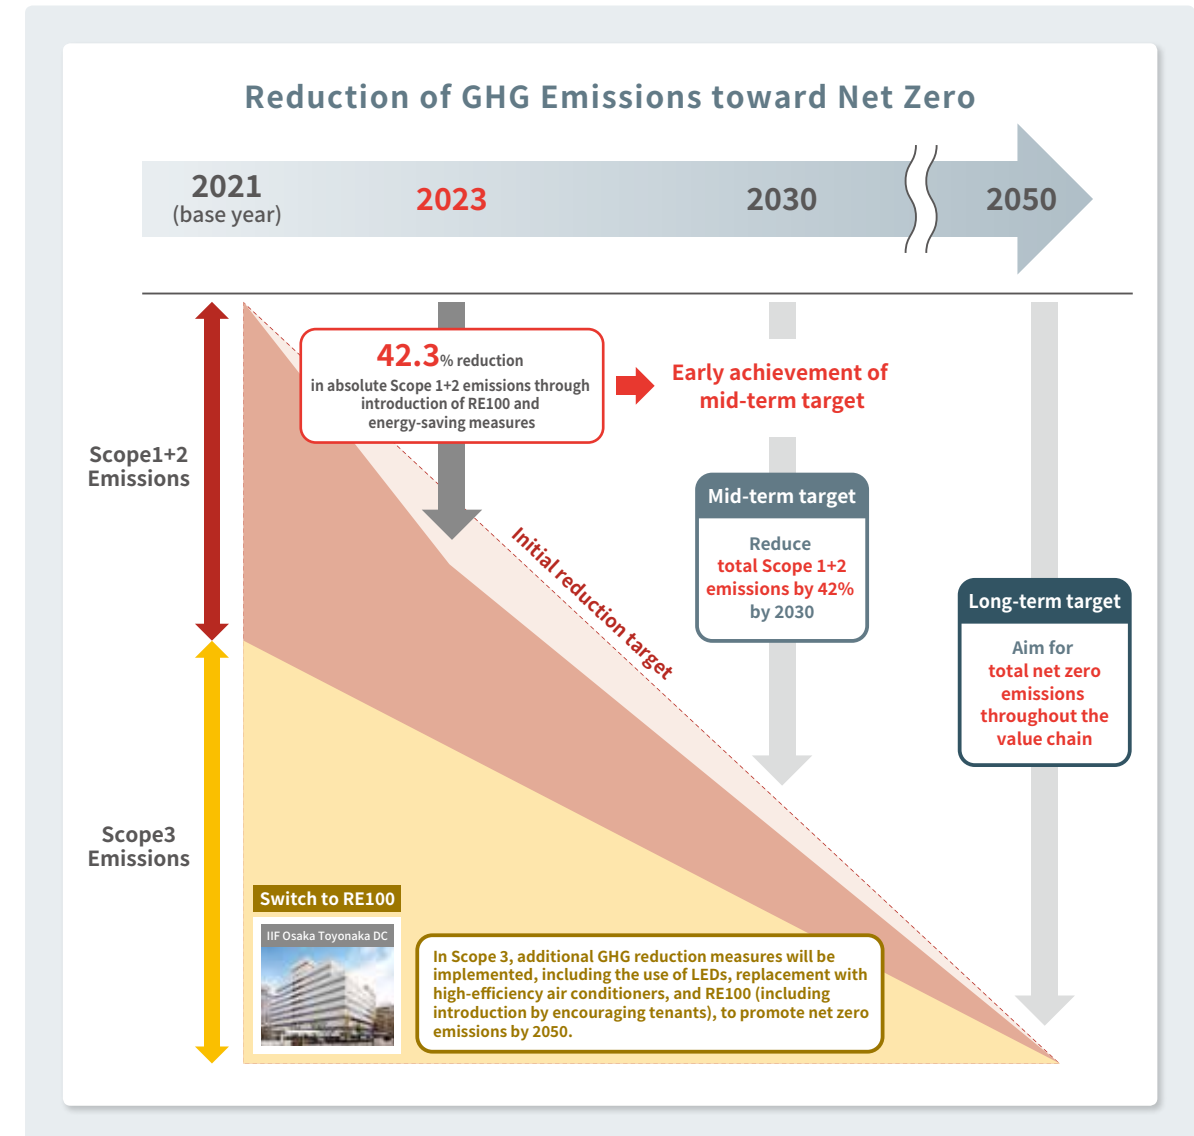 Reduction of GHG Emissions toward Net Zero
2021
(base year)
2023
2030
2050
42.3% reduction
in absolute Scope 1+2 emissions through
introduction of RE100 and
energy-saving measures
Early achievement of
mid-term target
Scope1+2
Emissions
Mid-term target
Reduce
total Scope 1+2
emissions by 42%
by 2030
Initial reduction target
Long-term target
Aim for
total net zero
emissions
throughout the
value chain
Scope3
Emissions
Switch to RE100
IIF Osaka Toyonaka DC
In Scope 3, additional GHG reduction measures will be
implemented, including the use of LEDs, replacement with
high-efficiency air conditioners, and RE100 (including
introduction by encouraging tenants), to promote net zero
emissions by 2050.